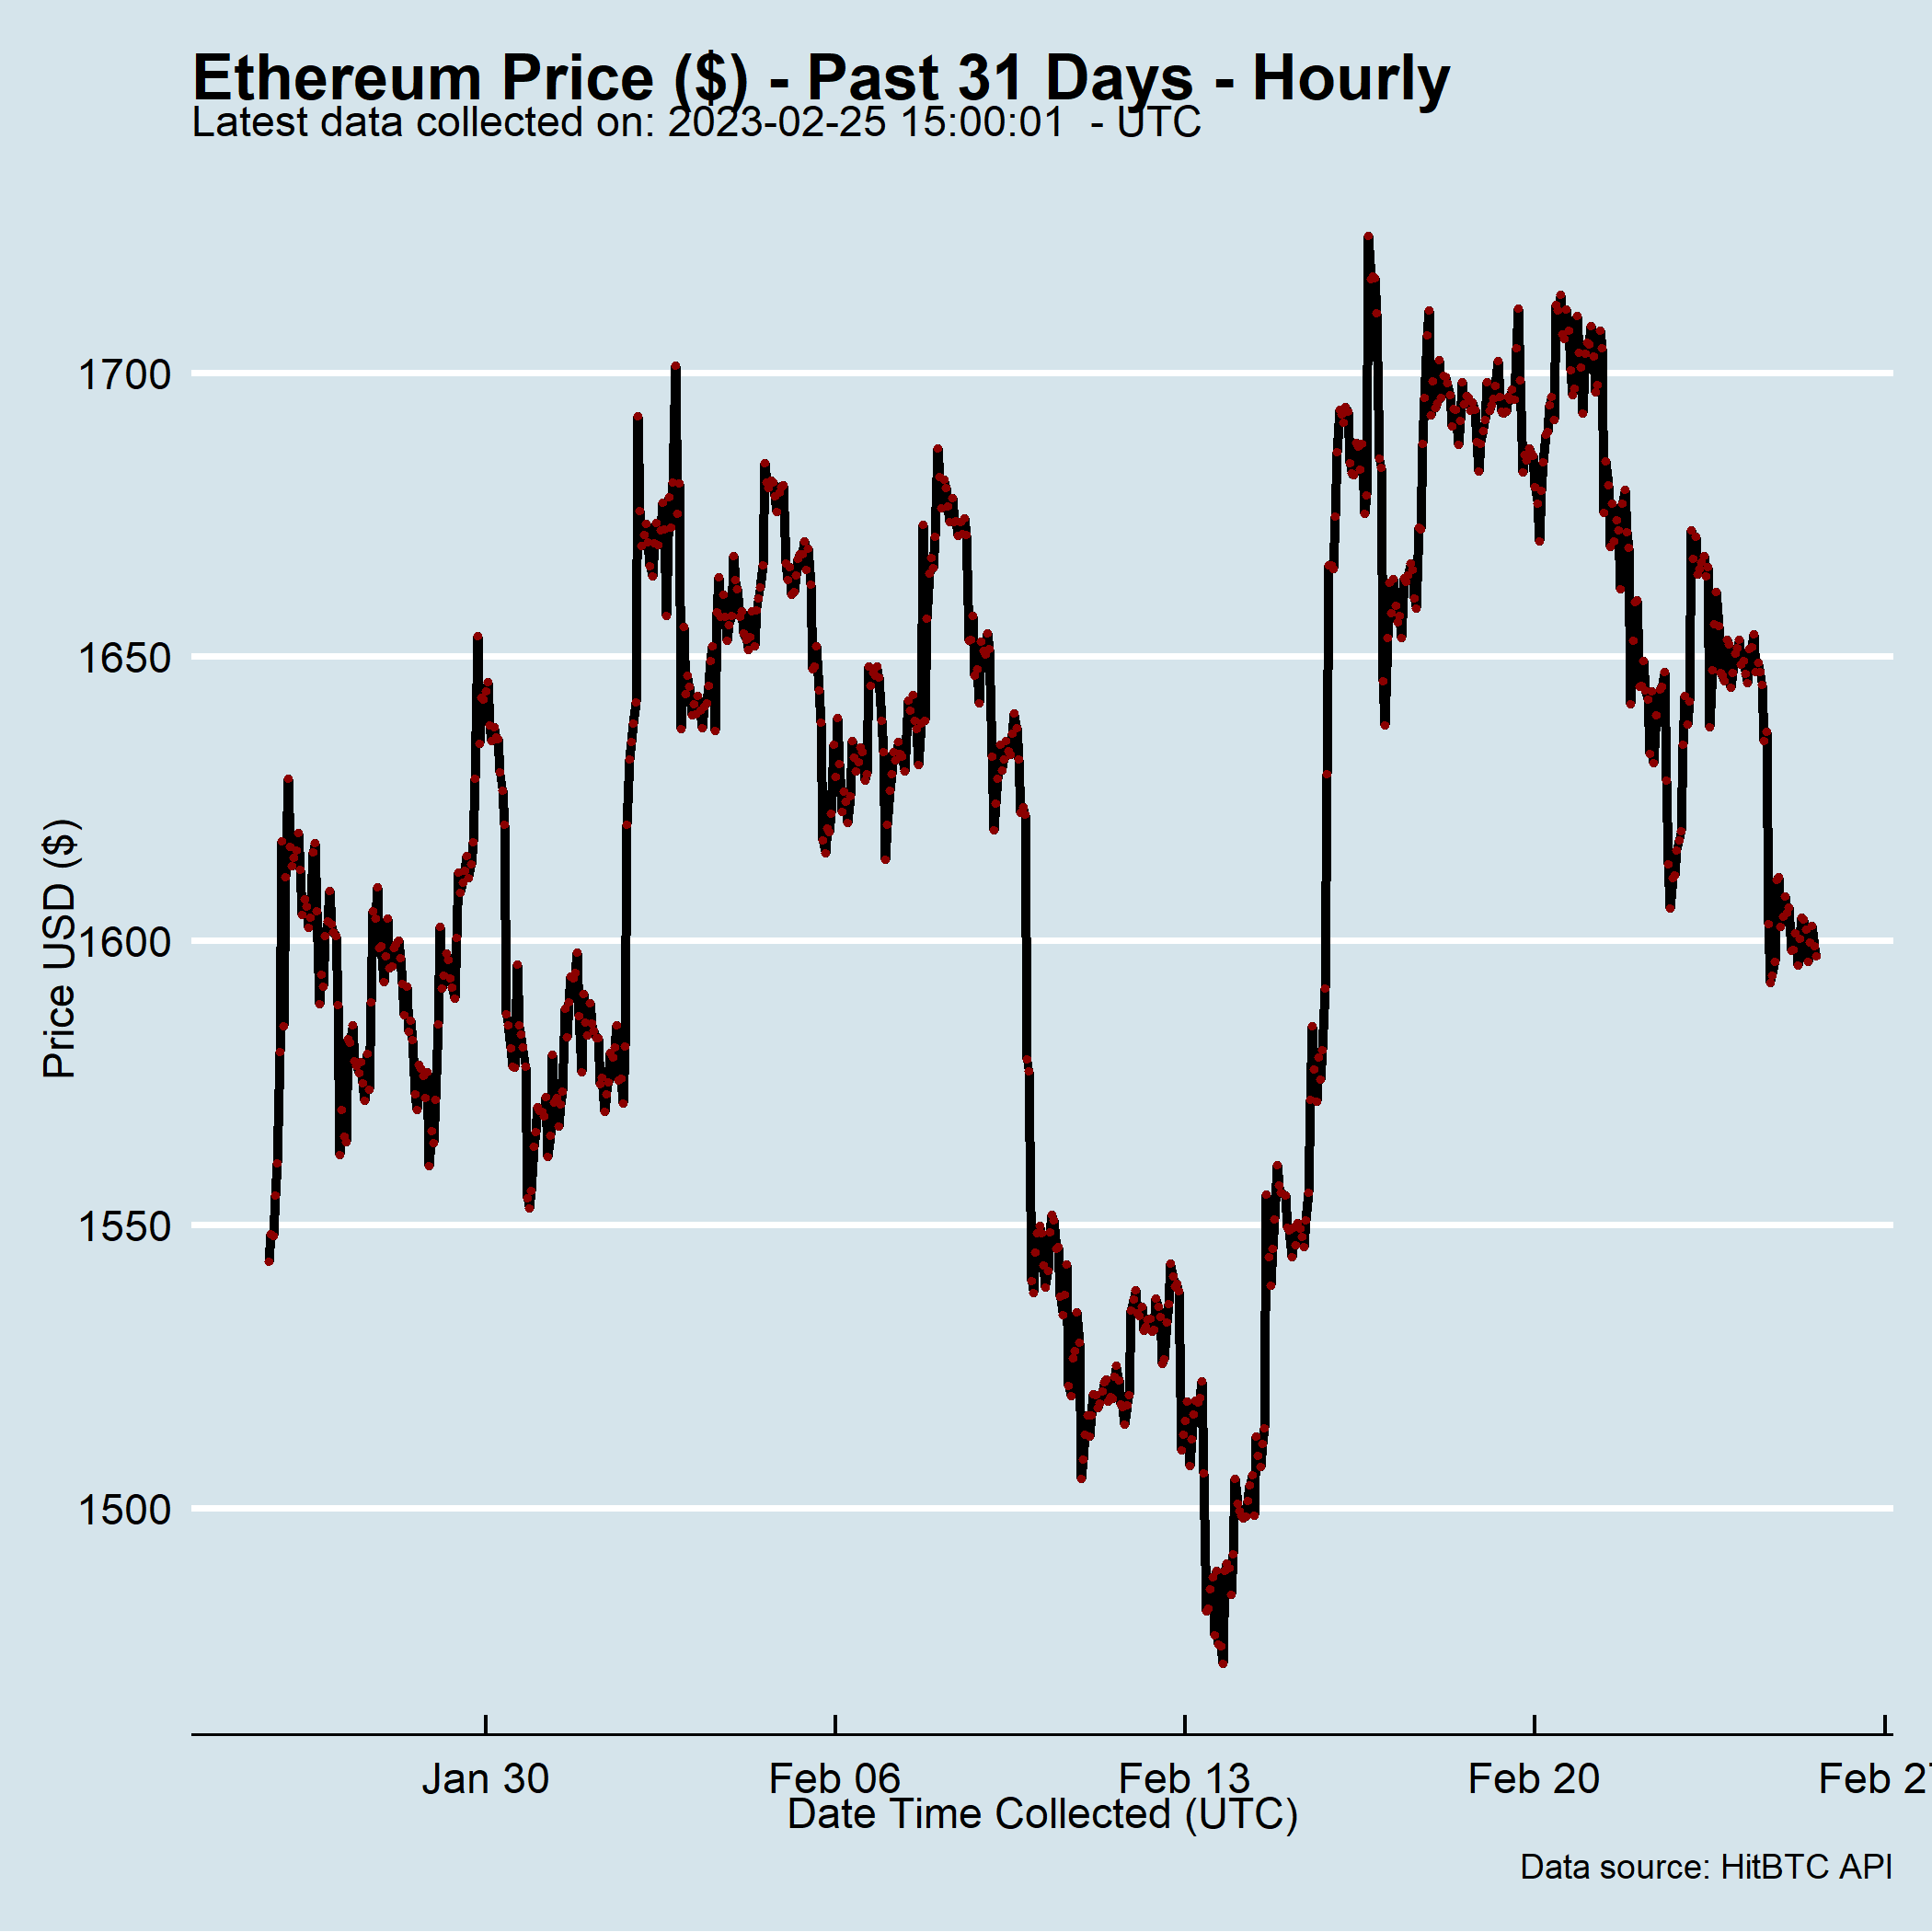 Ethereum Price ($) - Past 31 Days - Hourly
Latest data collected on: 2023-02-25 15:00:01  - UTC
Price USD ($)
1700
1650
1600
1550
1500
Jan 30
Feb 06
Feb 13
Feb 20
Feb 27
Date Time Collected (UTC)
Data source: HitBTC API